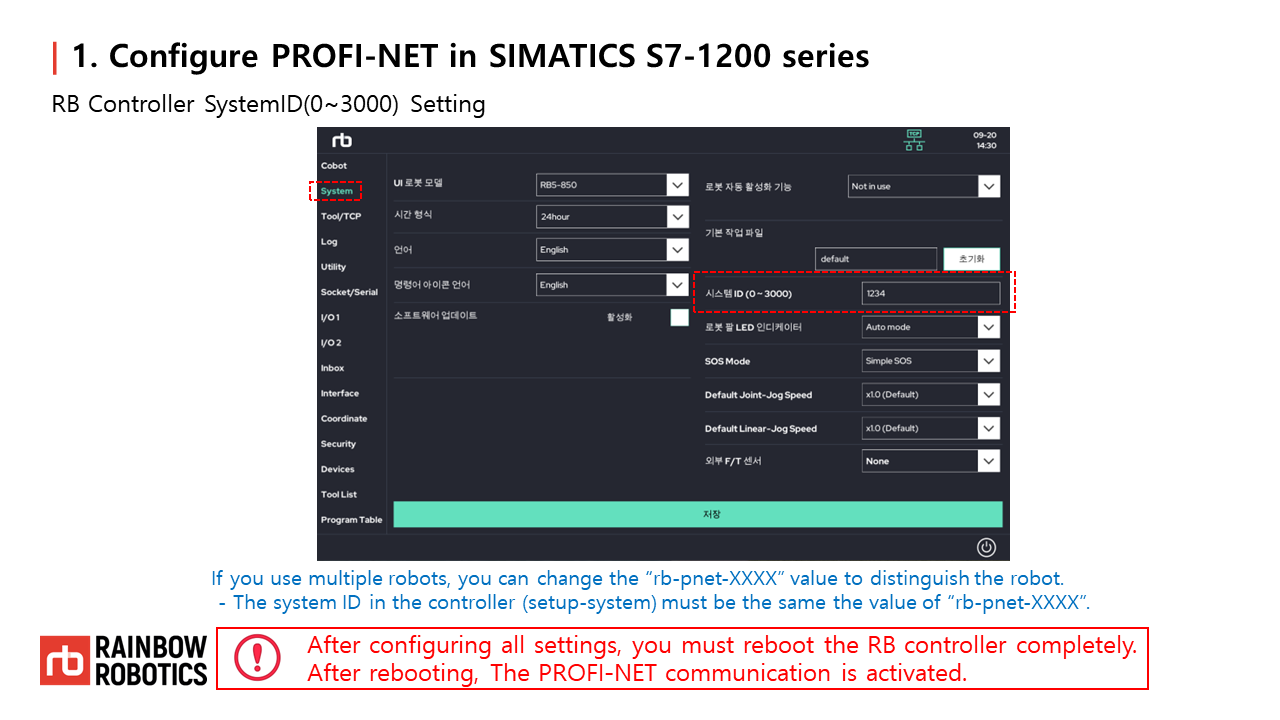 1. Configure PROFI-NET in SIMATICS S7-1200 series
RB Controller SystemID(0~3000) Setting
rb
TCP
09-20
14:30
Cobot
System
Tool/TCP
Log
Utility
Socket/Serial
I/O 1
I/O 2
Inbox
Interface
Coordinate
Security
Devices
Tool List
Program Table
UI 로봇 모델
RB5-850
시간 형식
24hour
언어
English
명령어 아이콘 언어
English
소프트웨어 업데이트
활성화
로봇 자동 활성화 기능
Not in use
기본 작업 파일
default
초기화
시스템 ID (0 ~ 3000)
1234
로봇 팔 LED 인디케이터
Auto mode
SOS Mode
Simple SOS
Default Joint-Jog Speed
x1.0 (Default)
Default Linear-Jog Speed
x1.0 (Default)
외부 F/T 센서
None
저장
If you use multiple robots, you can change the “rb-pnet-XXXX” value to distinguish the robot.
- The system ID in the controller (setup-system) must be the same the value of “rb-pnet-XXXX”.
rb
RAINBOW
ROBOTICS
!
After configuring all settings, you must reboot the RB controller completely.
After rebooting, The PROFI-NET communication is activated.